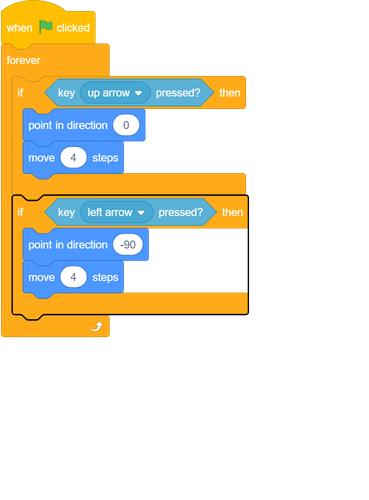 when clicked
forever
if key up arrow pressed? then
point in direction 0
move 4 steps
if key left arrow pressed? then
point in direction -90
move 4 steps